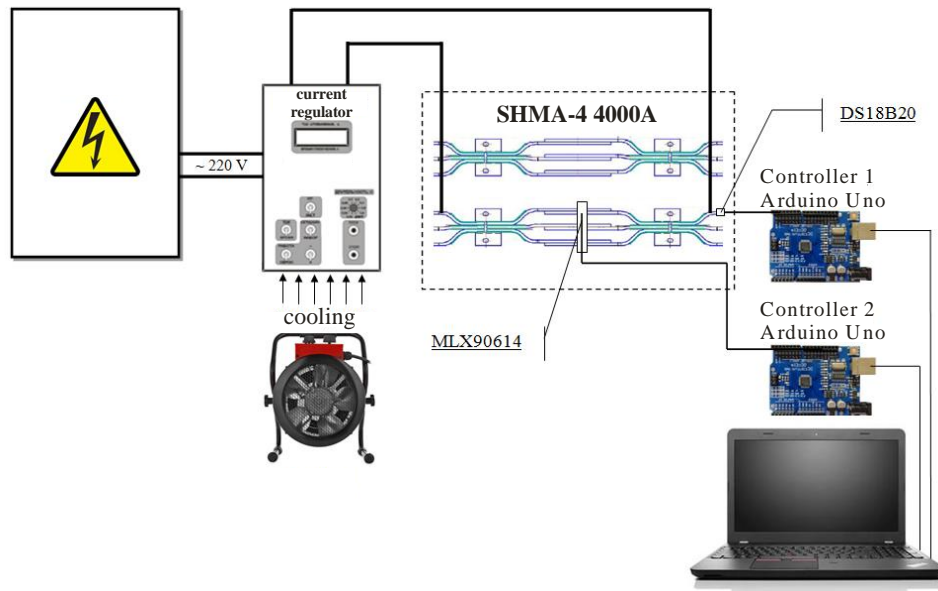 current
regulator
~ 220 V
SHMA-4 4000A
DS18B20
Controller 1
Arduino Uno
Controller 2
Arduino Uno
cooling
MLX90614